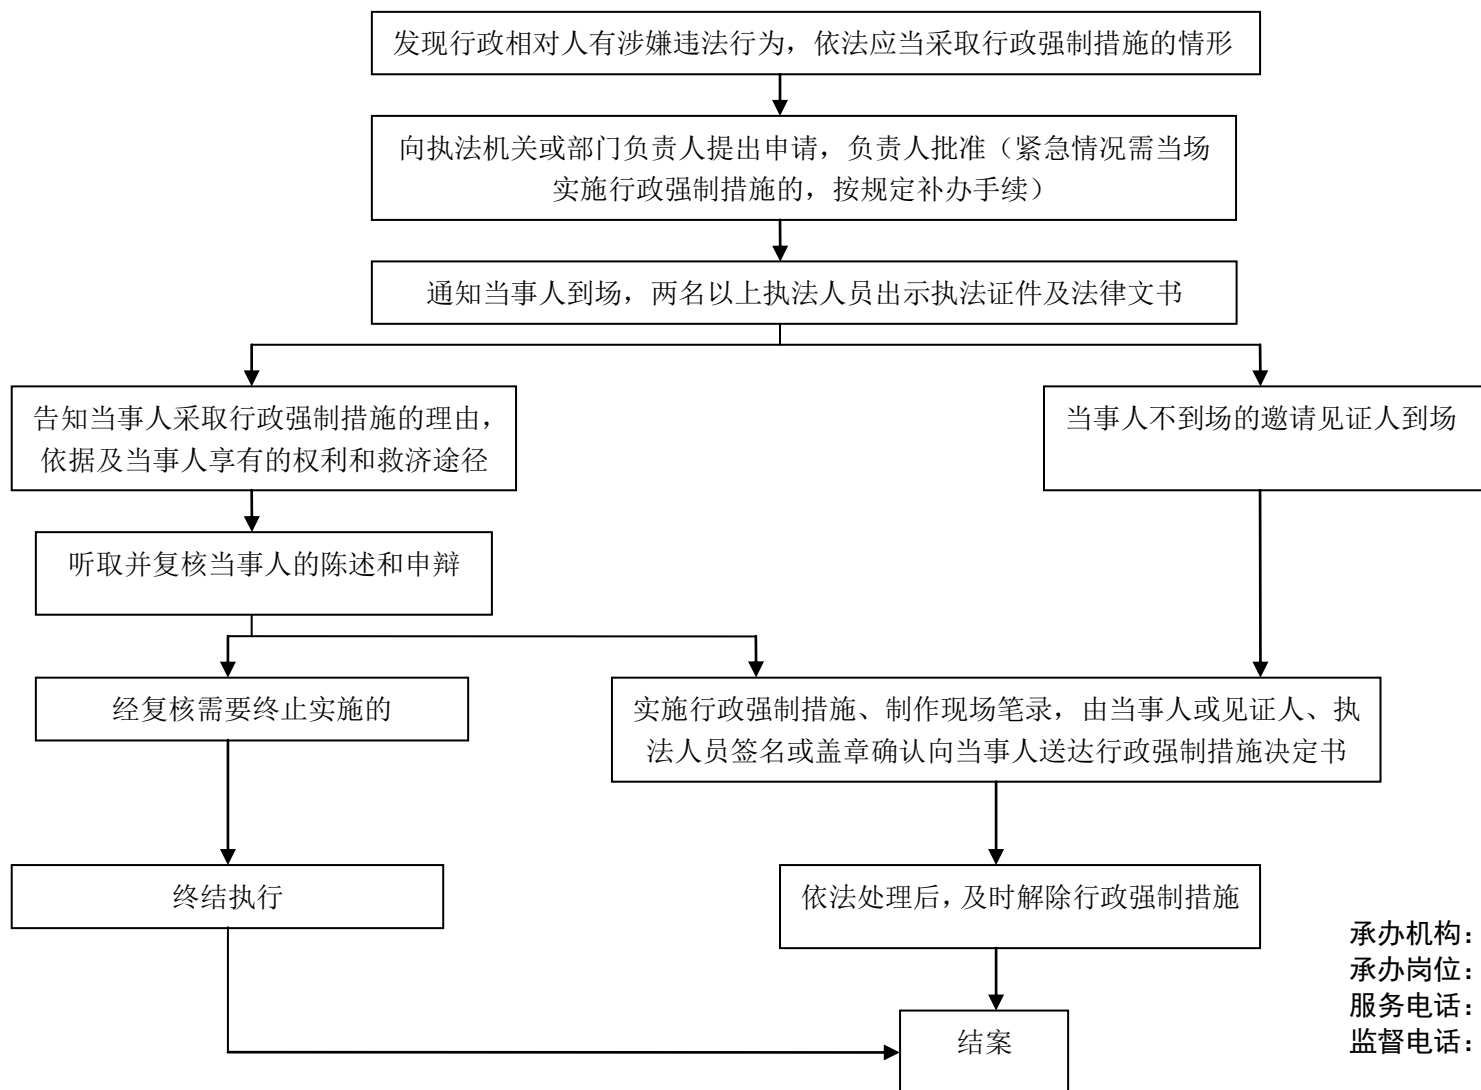 发现行政相对人有涉嫌违法行为，依法应当采取行政强制措施的情形
向执法机关或部门负责人提出申请，负责人批准（紧急情况需当场
实施行政强制措施的，按规定补办手续）
通知当事人到场，两名以上执法人员出示执法证件及法律文书
告知当事人采取行政强制措施的理由，
依据及当事人享有的权利和救济途径
当事人不到场的邀请见证人到场
听取并复核当事人的陈述和申辩
经复核需要终止实施的
实施行政强制措施、制作现场笔录，由当事人或见证人、执
法人员签名或盖章确认向当事人送达行政强制措施决定书
终结执行
依法处理后，及时解除行政强制措施
承办机构：
承办岗位：
服务电话：
监督电话：
结案